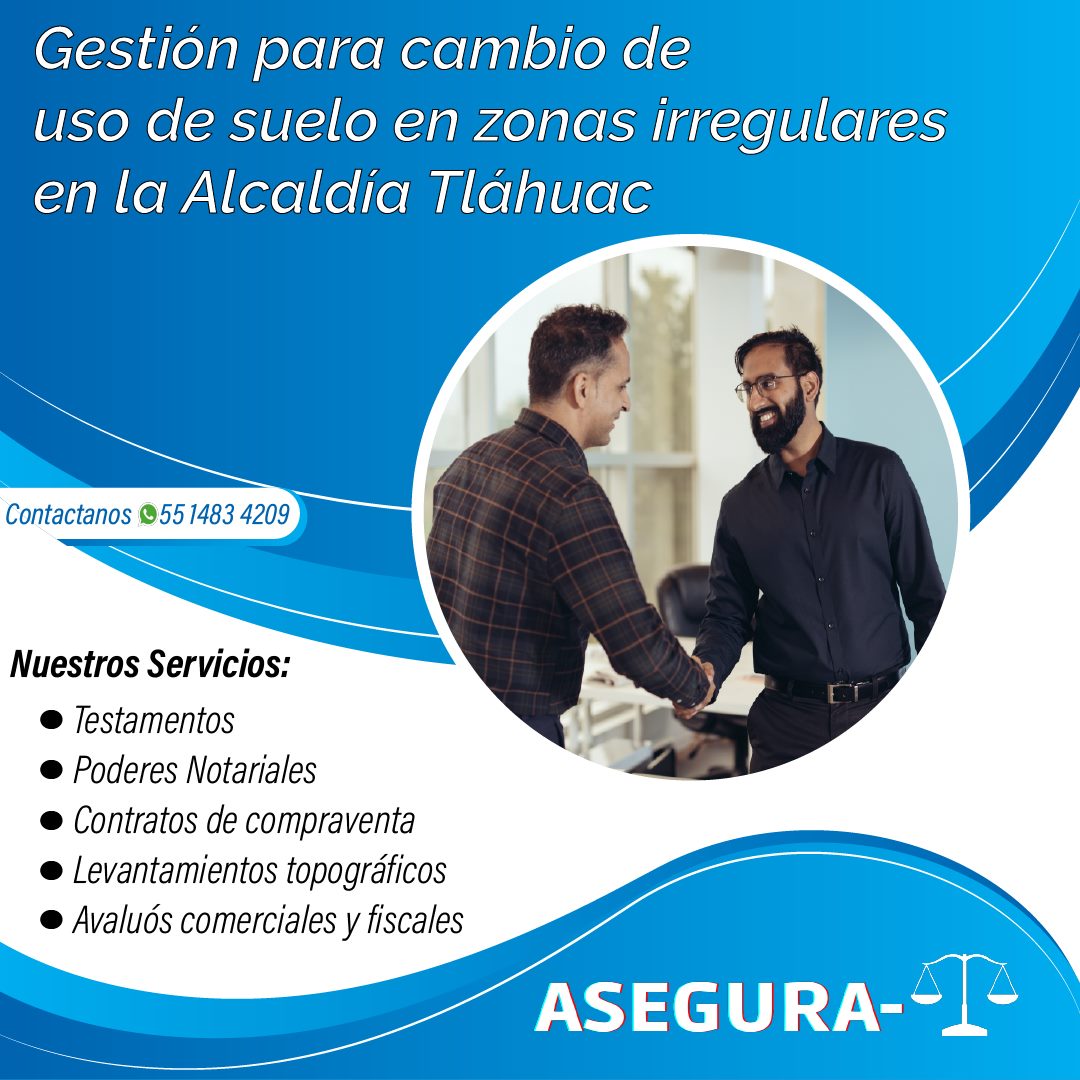 Gestión para cambio de
uso de suelo en zonas irregulares
en la Alcaldía Tláhuac
Contactanos 55 1483 4209
Nuestros Servicios:
Testamentos
Poderes Notariales
Contratos de compraventa
Levantamientos topográficos
Avaluós comerciales y fiscales
ASEGURA-